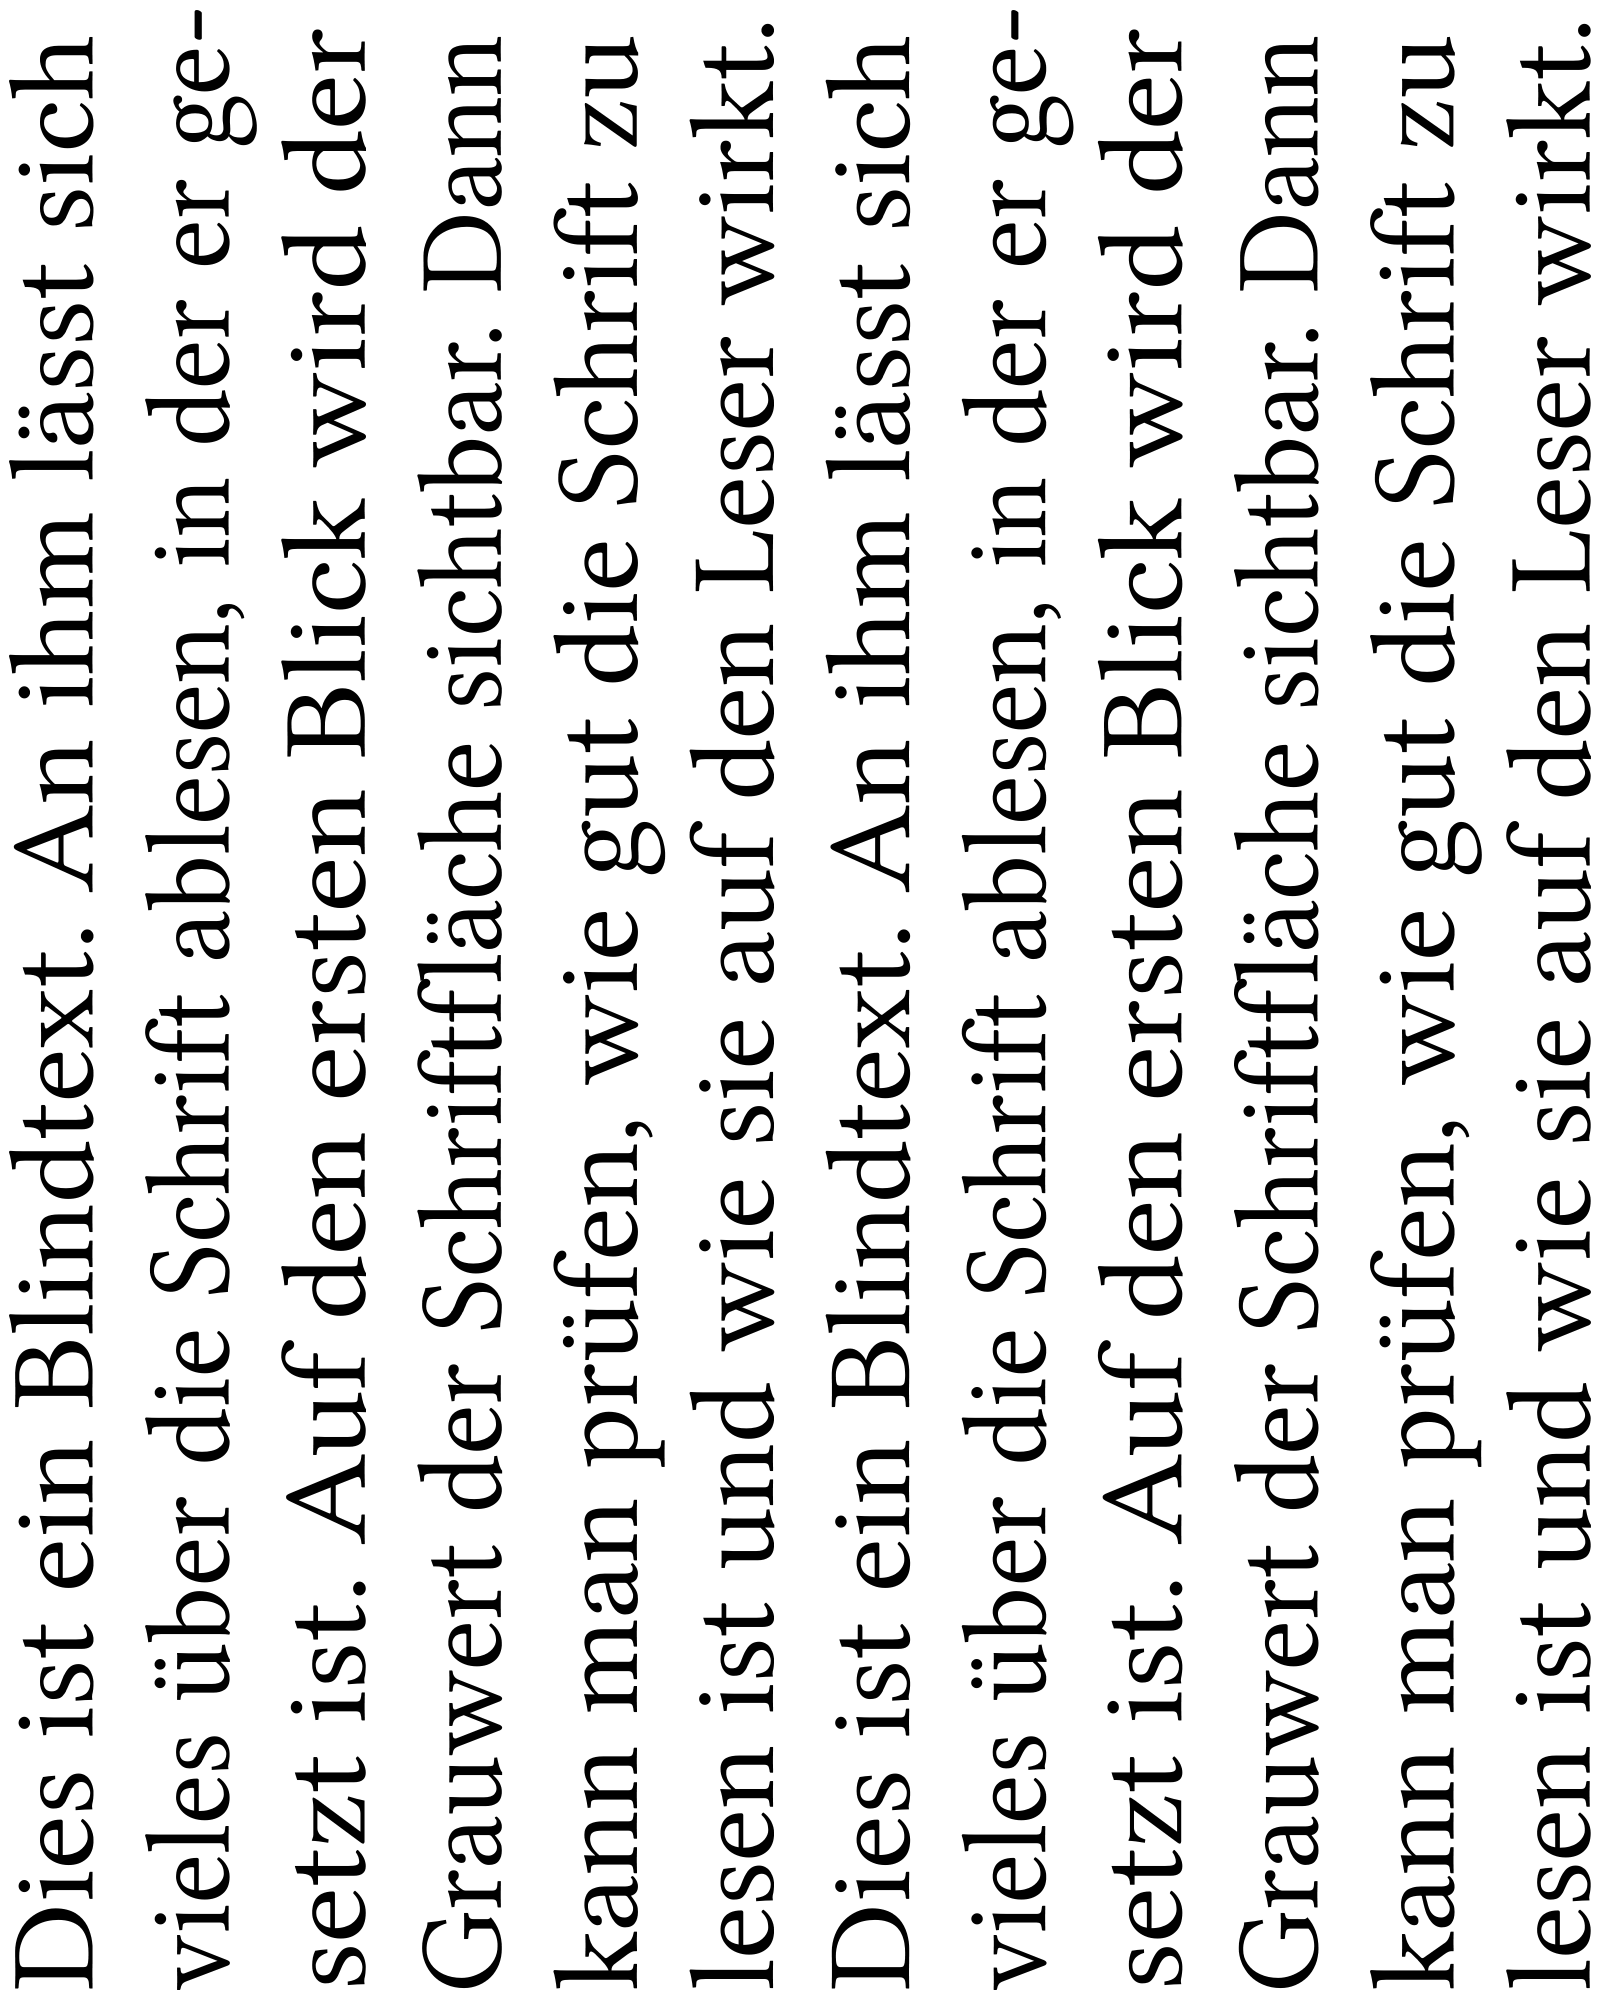 Dies ist ein Blindtext. An ihm lässt sich
vieles über die Schrift ablesen, in der er ge-
setzt ist. Auf den ersten Blick wird der
Grauwert der Schriftfläche sichtbar. Dann
kann man prüfen, wie gut die Schrift zu
lesen ist und wie sie auf den Leser wirkt.
Dies ist ein Blindtext. An ihm lässt sich
vieles über die Schrift ablesen, in der er ge-
setzt ist. Auf den ersten Blick wird der
Grauwert der Schriftfläche sichtbar. Dann
kann man prüfen, wie gut die Schrift zu
lesen ist und wie sie auf den Leser wirkt.